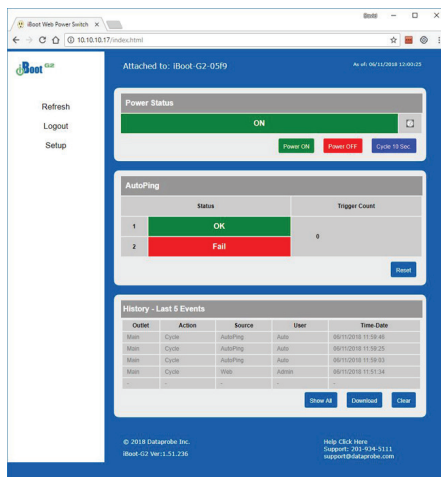 iBoot Web Power Switch
10.10.10.17/index.html
iBoot G2
Attached to: iBoot-G2-05f9
As of: 06/11/2018 12:00:25
Refresh
Logout
Setup
Power Status
ON
Power ON
Power OFF
Cycle 10 Sec
AutoPing
Status
Trigger Count
1
OK
0
2
Fail
Reset
History - Last 5 Events
Outlet Action Source User Time-Date
Main Cycle AutoPing Auto 06/11/2018 11:59:48
Main Cycle AutoPing Auto 06/11/2018 11:59:25
Main Cycle AutoPing Auto 06/11/2018 11:59:03
Main Cycle Web Admin 06/11/2018 11:51:34
- - - - -
Show All
Download
Clear
© 2018 Dataprobe Inc.
iBoot-G2 Ver:1.51.236
Help Click Here
Support: 201-934-5111
support@dataprobe.com